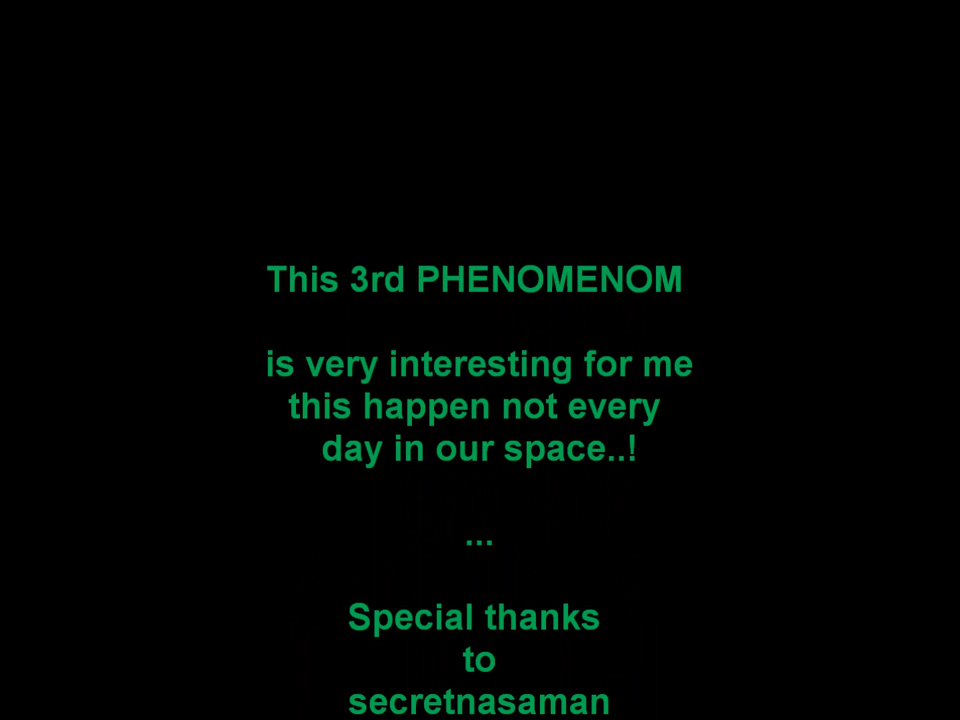 This 3rd PHENOMENOM
is very interesting for me
this happen not every
day in our space..!
...
Special thanks
to
secretnasaman